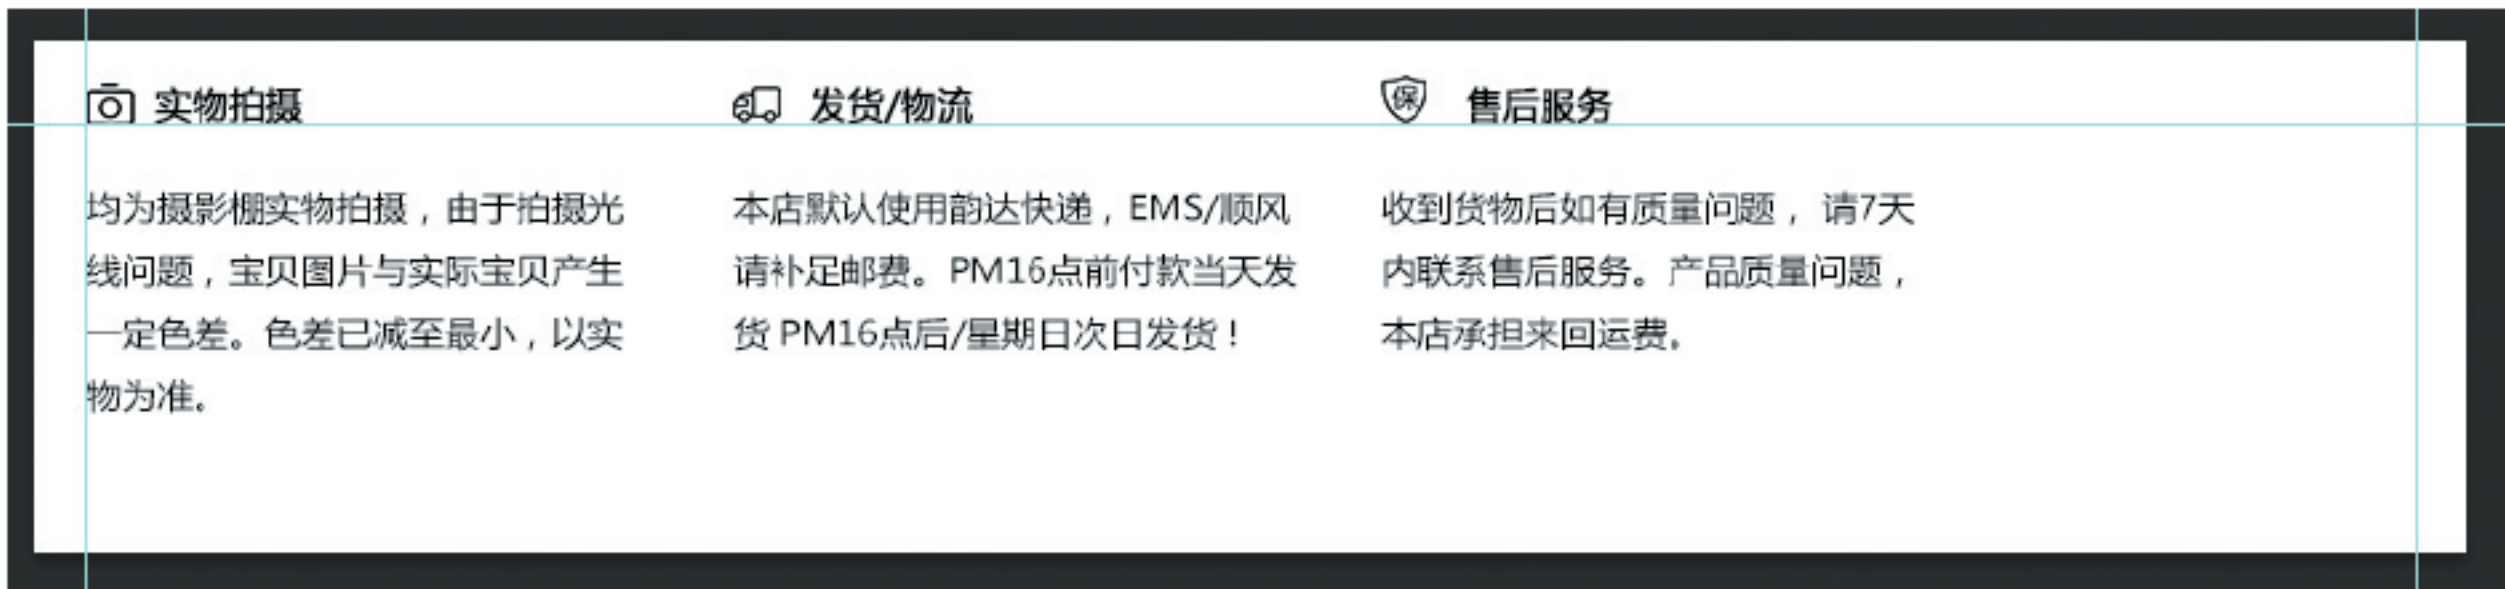 实物拍摄
均为摄影棚实物拍摄，由于拍摄光
线问题，宝贝图片与实际宝贝产生
一定色差。色差已减至最小，以实
物为准。
发货/物流
本店默认使用韵达快递，EMS/顺风
请补足邮费。PM16点前付款当天发
货 PM16点后/星期日次日发货！
保 售后服务
收到货物后如有质量问题， 请7天
内联系售后服务。产品质量问题，
本店承担来回运费。